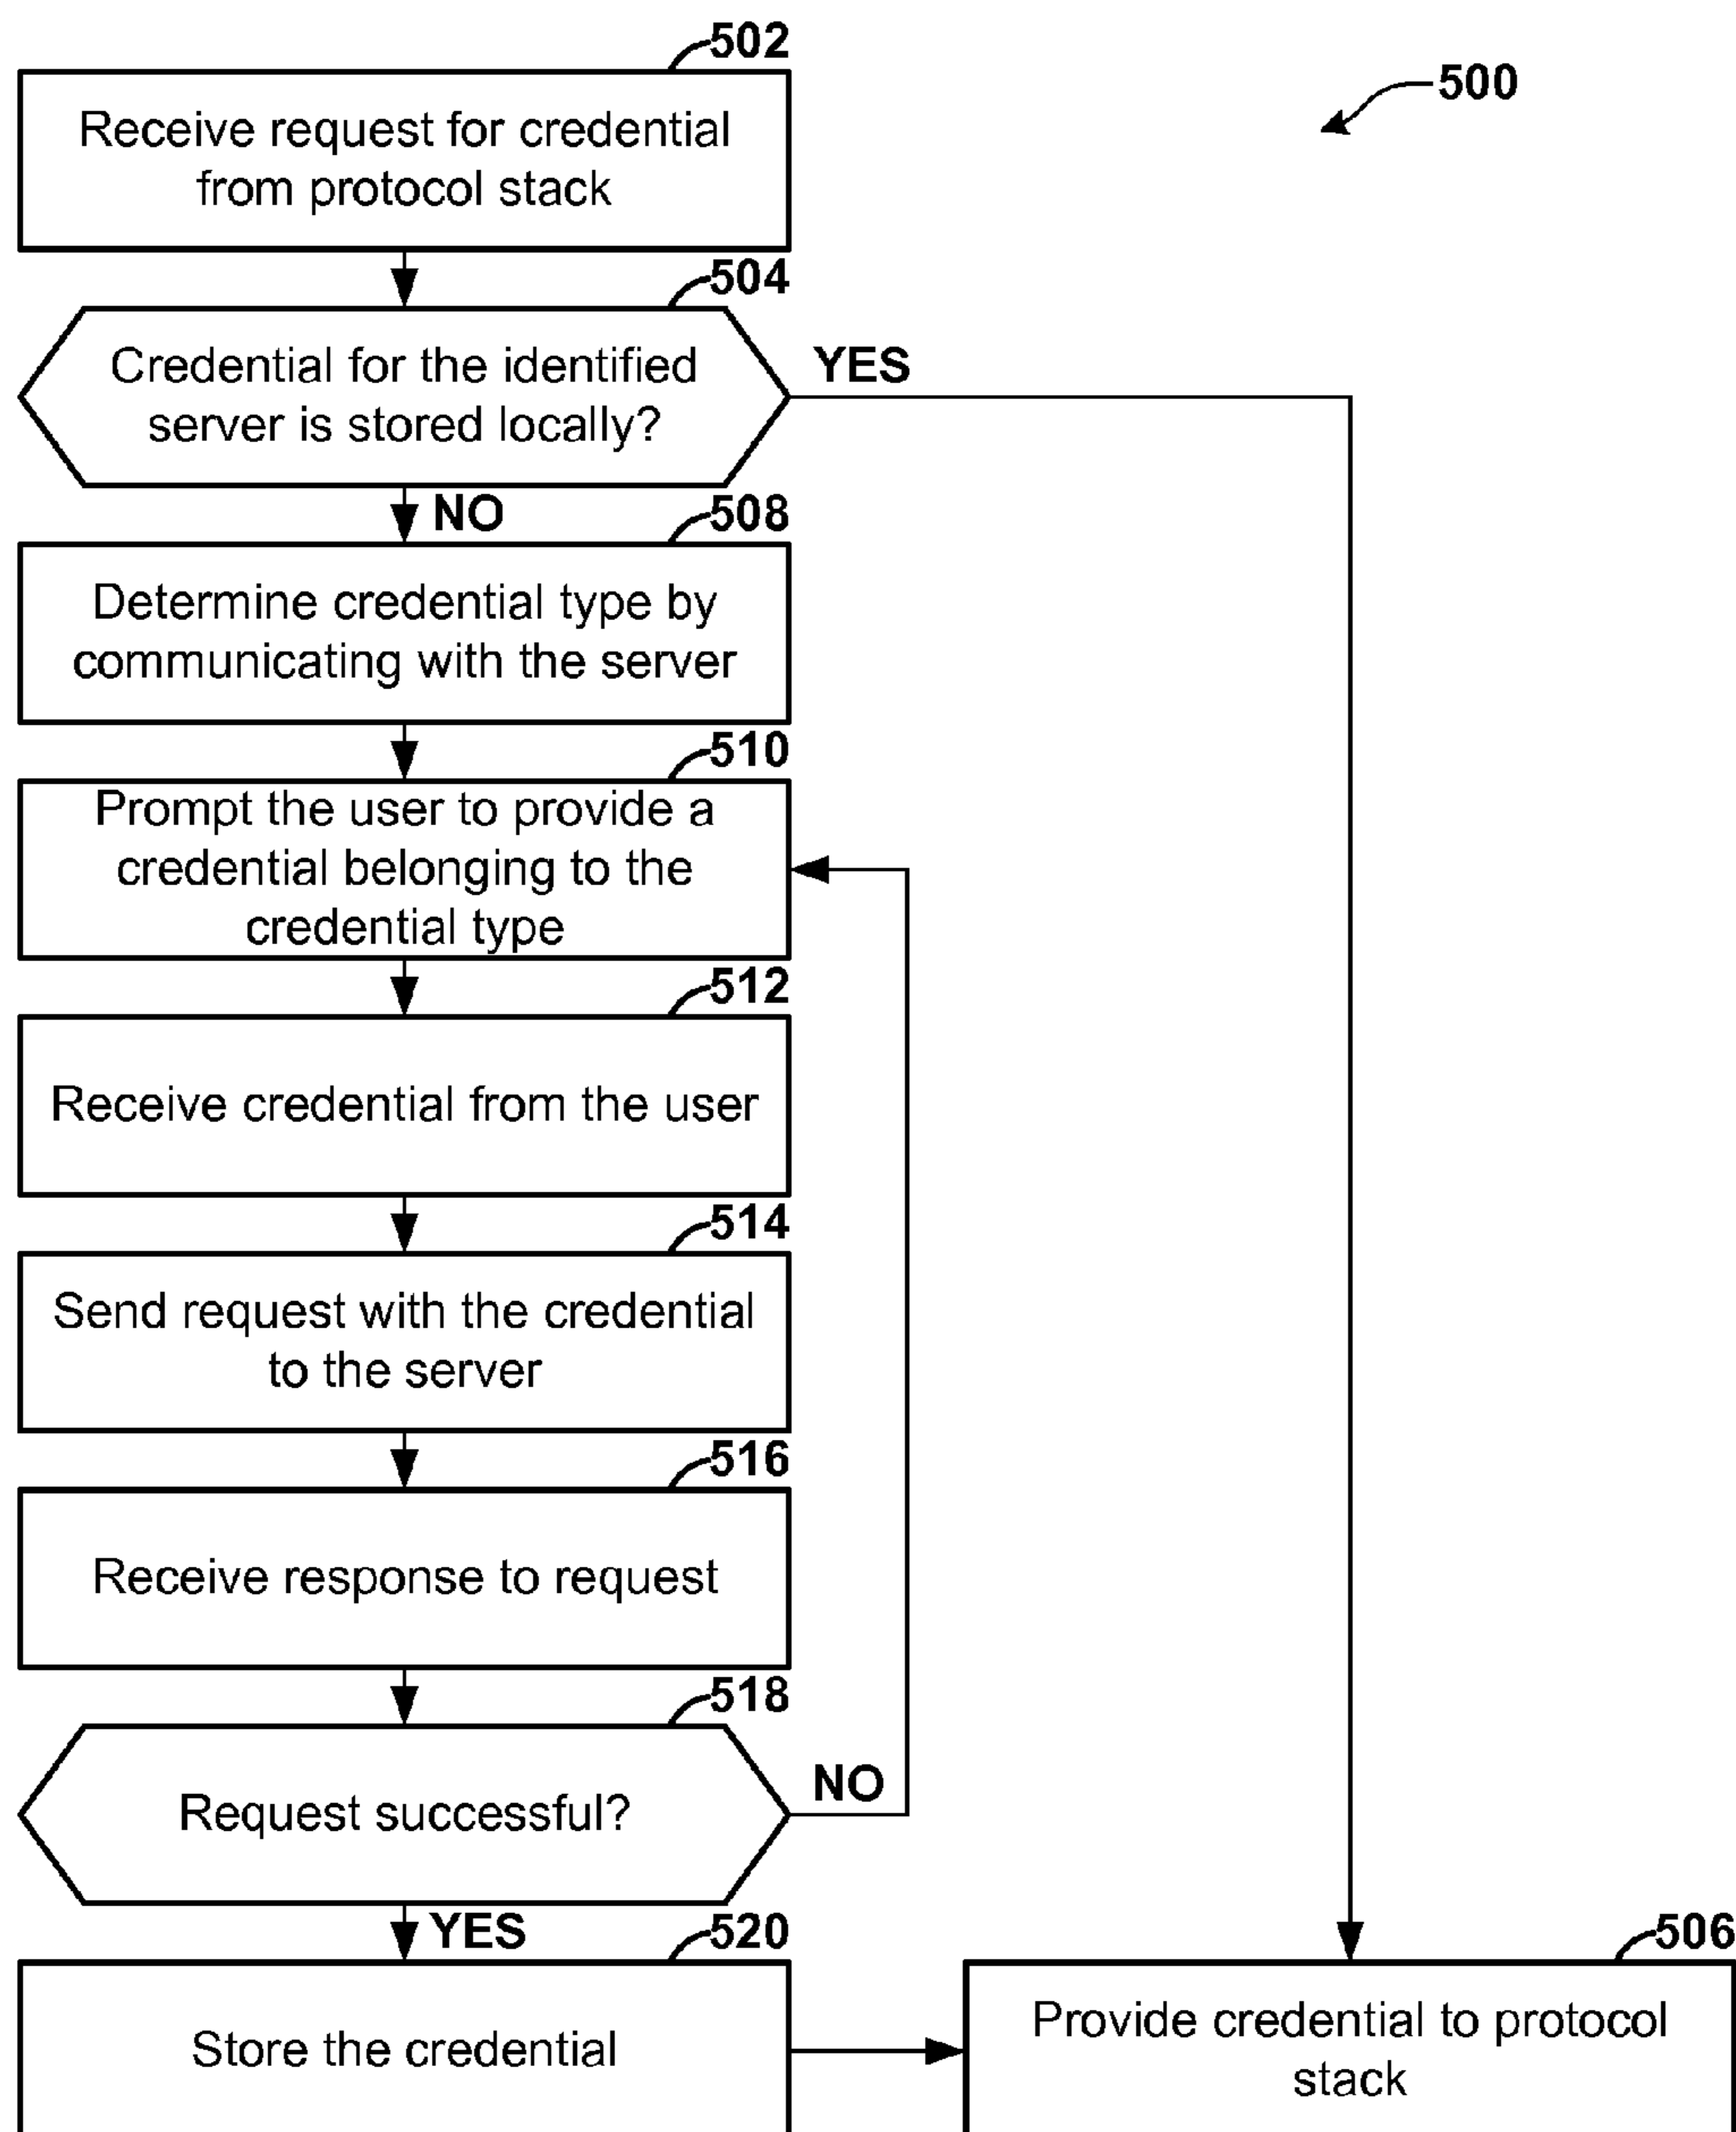 502
500
Receive request for credential
from protocol stack
504
Credential for the identified
server is stored locally?
YES
NO
508
Determine credential type by
communicating with the server
510
Prompt the user to provide a
credential belonging to the
credential type
512
Receive credential from the user
514
Send request with the credential
to the server
516
Receive response to request
518
Request successful?
NO
YES
520
Store the credential
506
Provide credential to protocol
stack